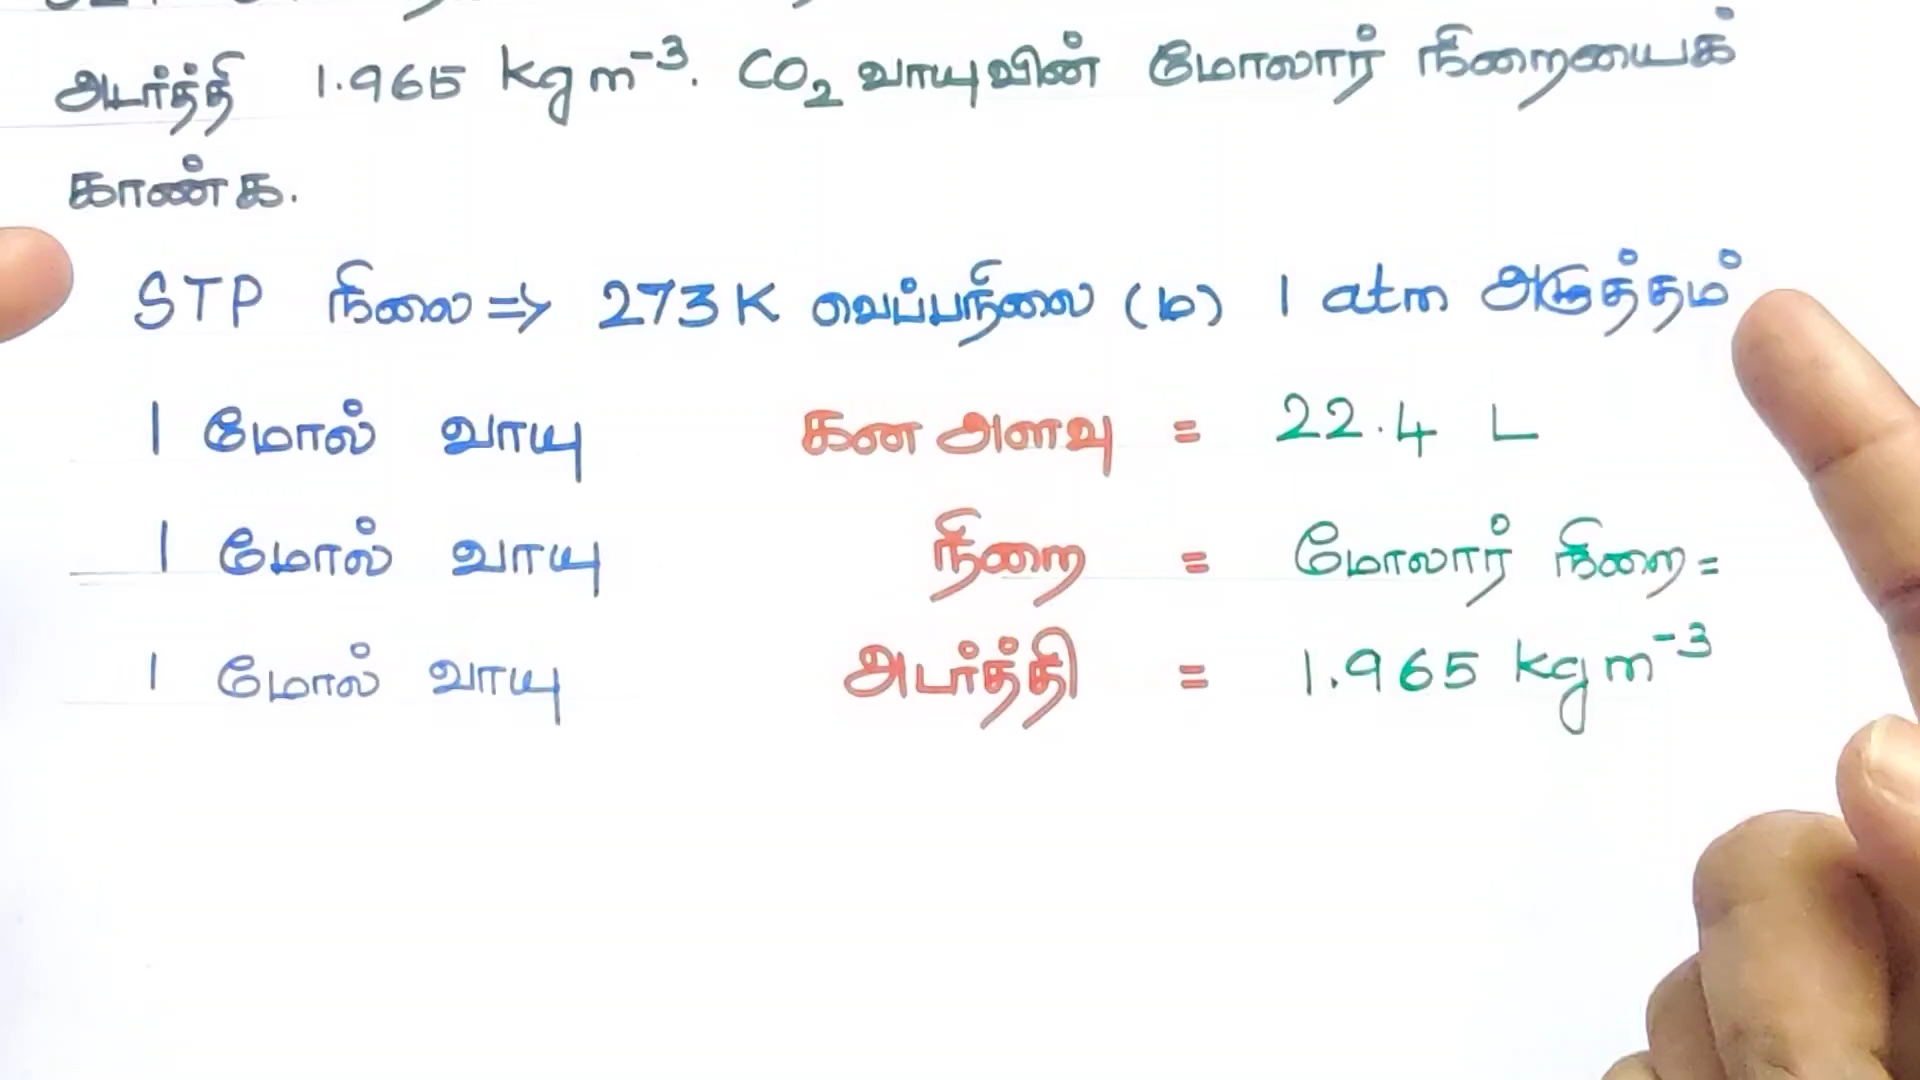 அடர்த்தி 1.965 kg m⁻³. CO₂ வாயுவின் மோலார் நிறையைக்
காண்க.
STP நிலை => 273 K வெப்பநிலை (ம) 1 atm அழுத்தம்
1 மோல் வாயு கன அளவு = 22.4 L
1 மோல் வாயு நிறை = மோலார் நிறை =
1 மோல் வாயு அடர்த்தி = 1.965 kg m⁻³